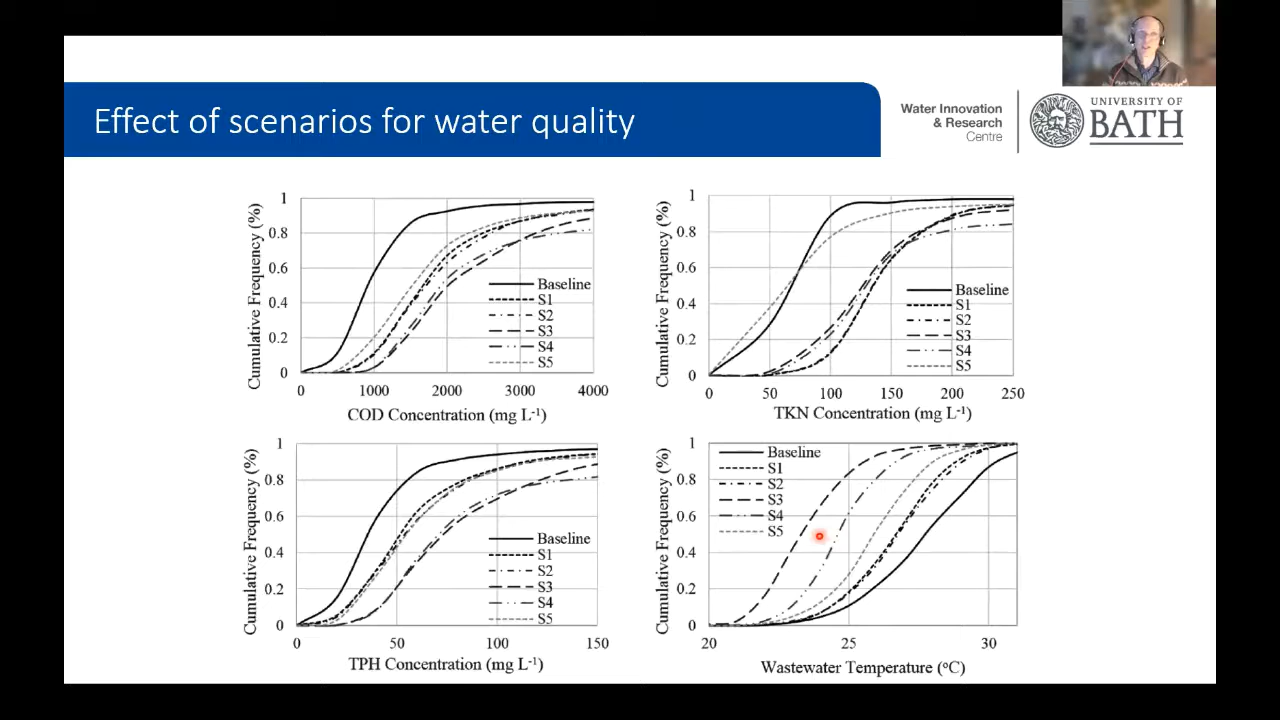 Effect of scenarios for water quality
Water Innovation
& Research
Centre
UNIVERSITY OF
BATH
Cumulative Frequency (%)
1
0.8
0.6
0.4
0.2
0
Baseline
S1
S2
S3
S4
S5
0 1000 2000 3000 4000
COD Concentration (mg L-1)
Cumulative Frequency (%)
1
0.8
0.6
0.4
0.2
0
Baseline
S1
S2
S3
S4
S5
0 50 100 150 200 250
TKN Concentration (mg L-1)
Cumulative Frequency (%)
1
0.8
0.6
0.4
0.2
0
Baseline
S1
S2
S3
S4
S5
0 50 100 150
TPH Concentration (mg L-1)
Cumulative Frequency (%)
1
0.8
0.6
0.4
0.2
0
Baseline
S1
S2
S3
S4
S5
20 25 30
Wastewater Temperature (oC)